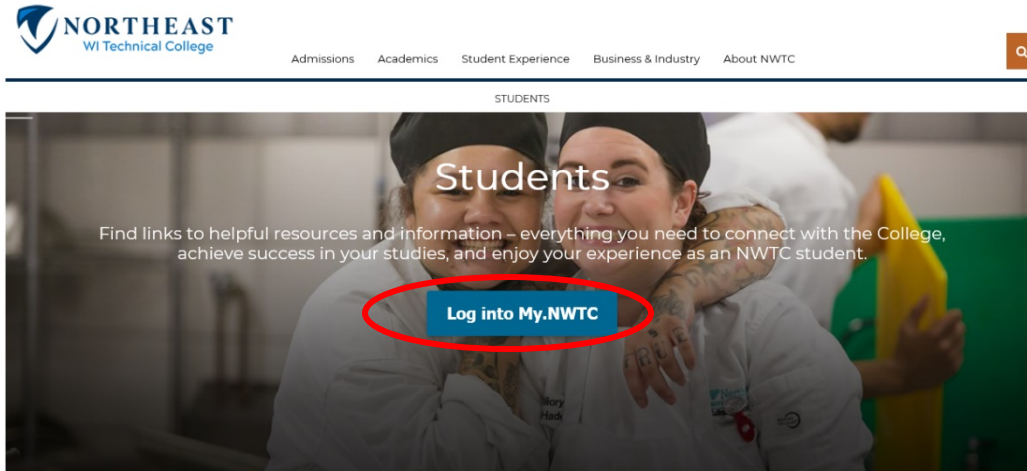 NORTHEAST
WI Technical College
Admissions Academics Student Experience Business & Industry About NWTC
STUDENTS
Students
Find links to helpful resources and information – everything you need to connect with the College,
achieve success in your studies, and enjoy your experience as an NWTC student.
Log into My.NWTC